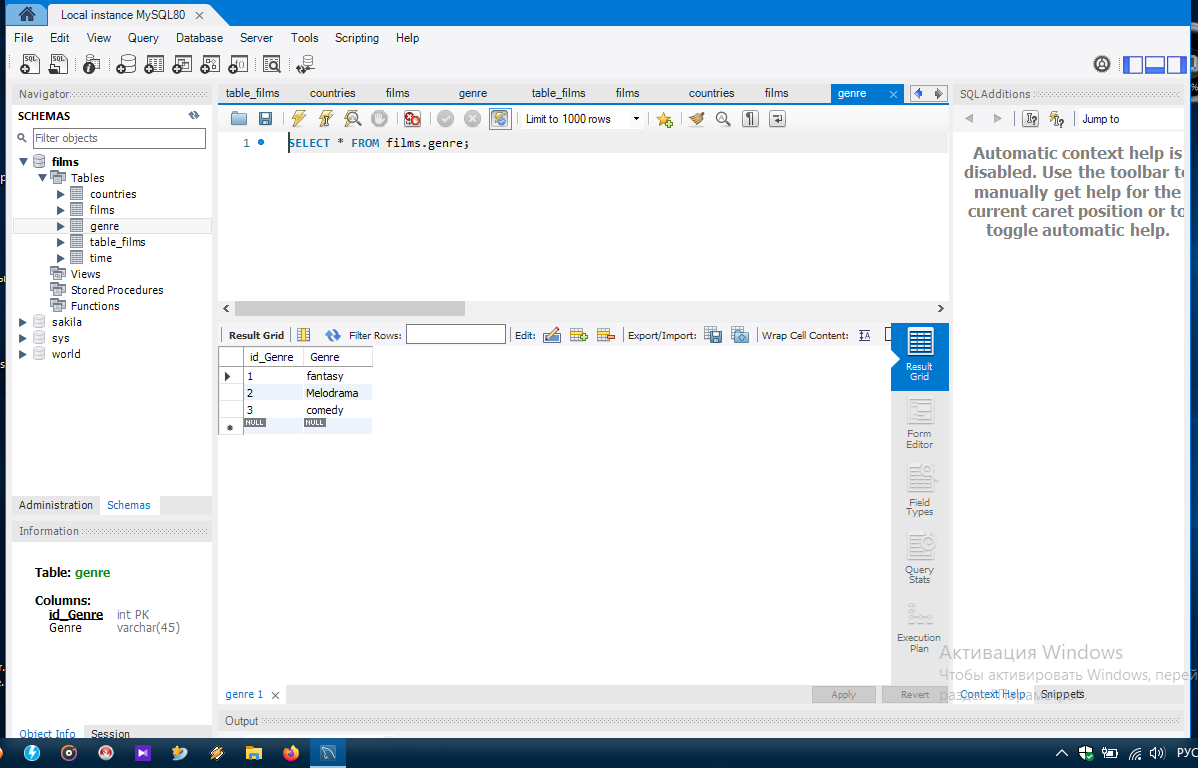 Local instance MySQL80
File Edit View Query Database Server Tools Scripting Help
Navigator
SCHEMAS
Filter objects
films
Tables
countries
films
genre
table_films
time
Views
Stored Procedures
Functions
sakila
sys
world
Administration Schemas
Information
Table: genre
Columns:
id_Genre int PK
Genre varchar(45)
Object Info Session
table_films countries films genre table_films films countries films genre
Limit to 1000 rows
1 SELECT * FROM films.genre;
Result Grid Filter Rows: Edit: Export/Import: Wrap Cell Content:
id_Genre Genre
1 fantasy
2 Melodrama
3 comedy
NULL NULL
Result
Grid
Form
Editor
Field
Types
Query
Stats
Execution
Plan
genre 1 Apply Revert
Output
SQLAdditions
Jump to
Automatic context help is
disabled. Use the toolbar to
manually get help for the
current caret position or to
toggle automatic help.
Активация Windows
Чтобы активировать Windows, перей
Context Help Snippets
РУС